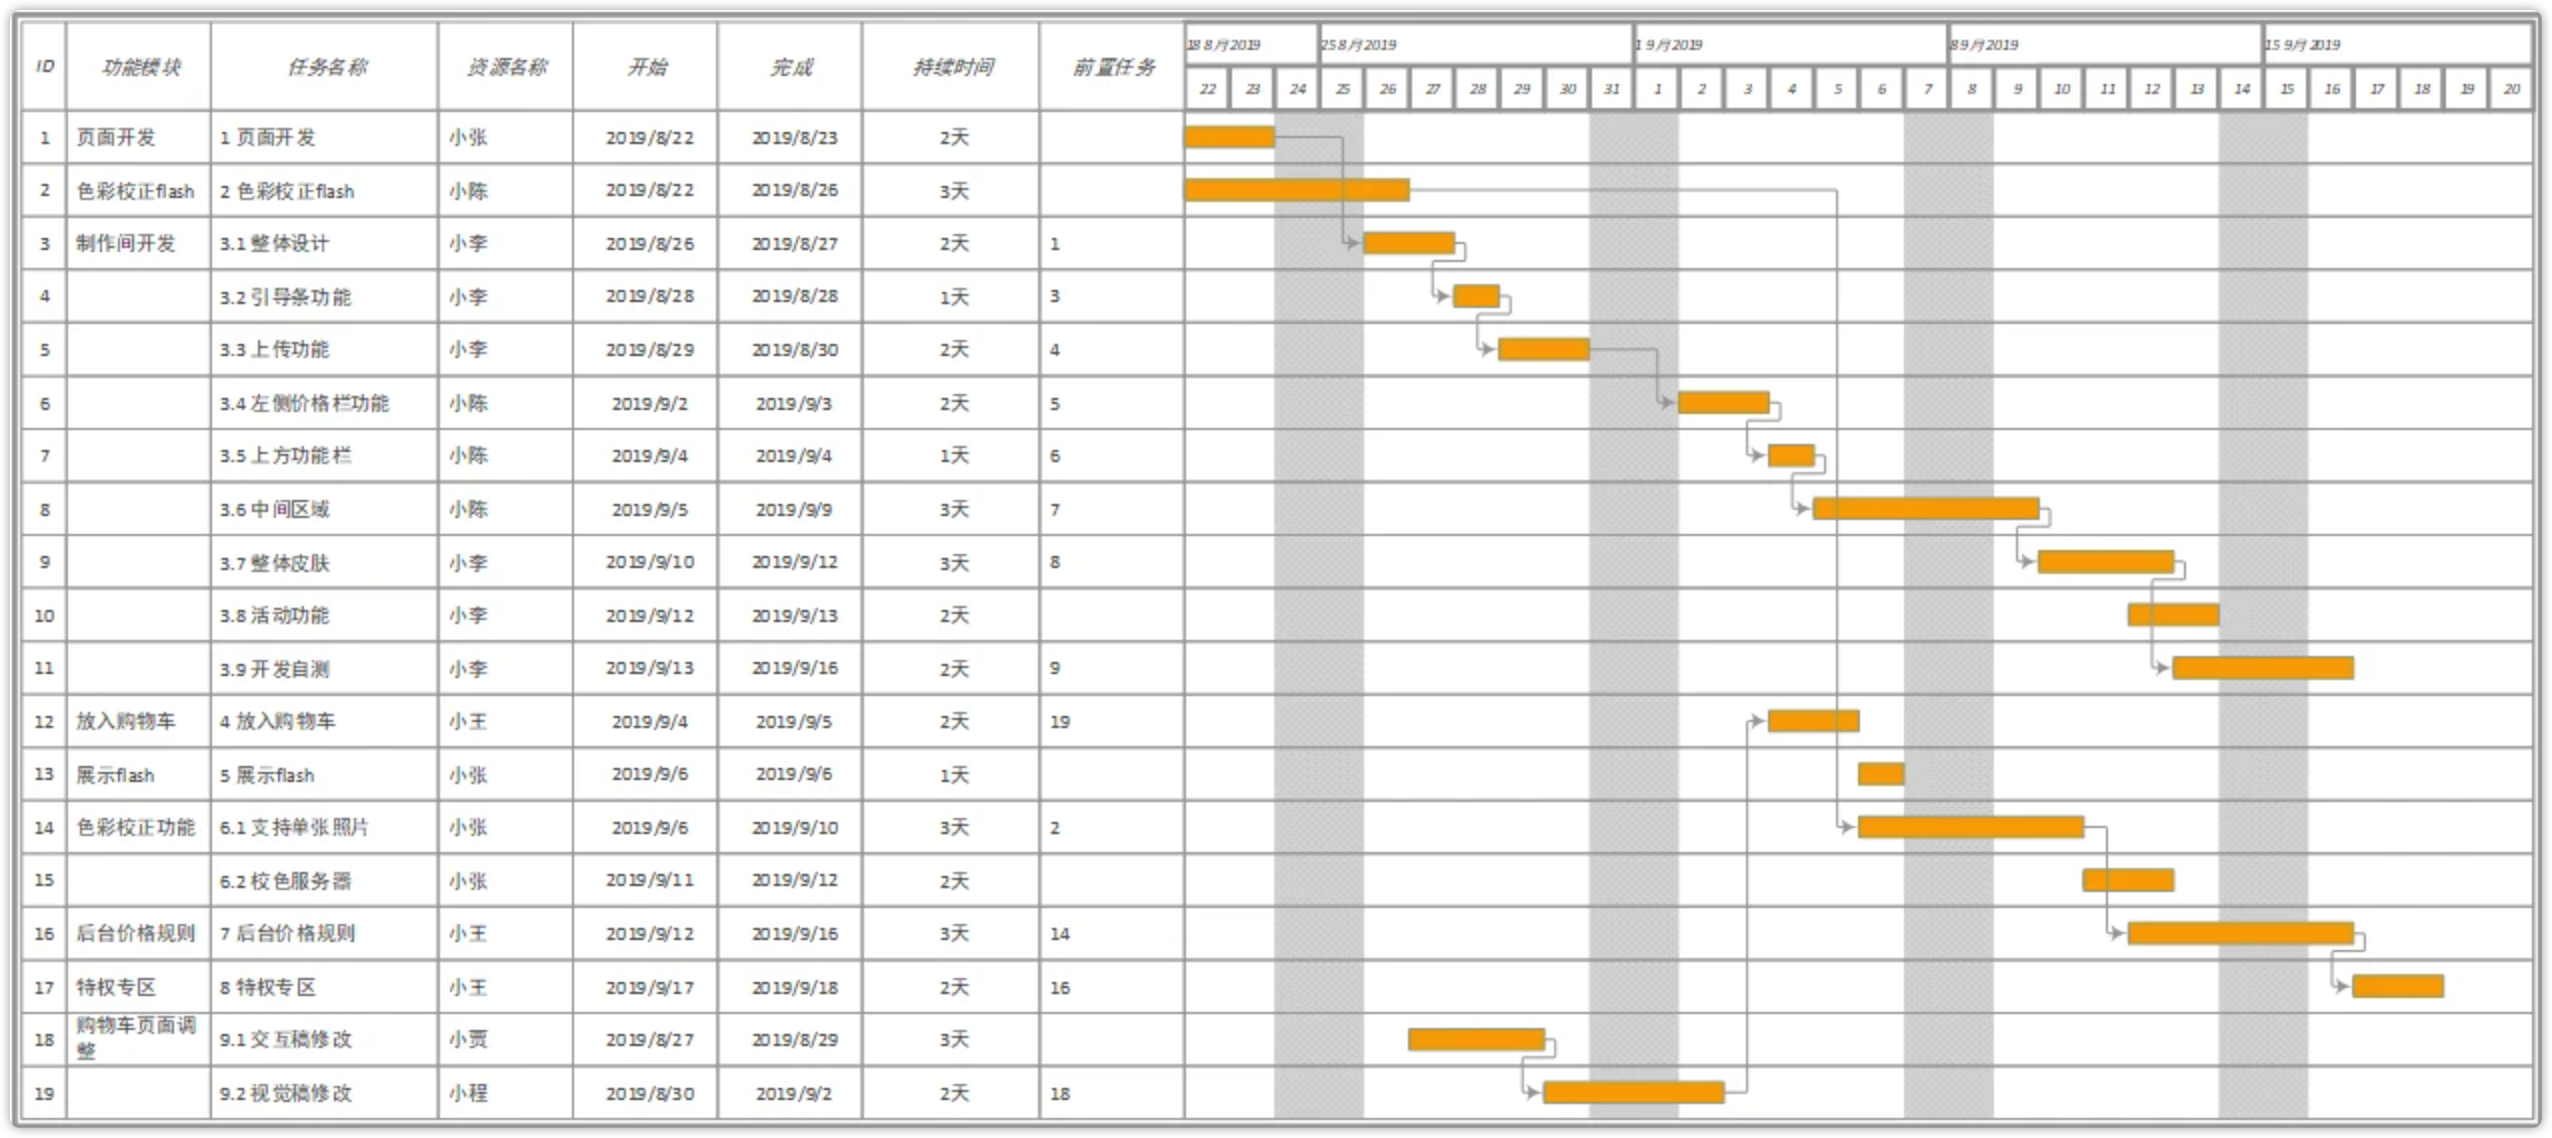 ID 功能模块 任务名称 资源名称 开始 完成 持续时间 前置任务 18 8月2019 25 8月2019 1 9月2019 8 9月2019 15 9月2019
22 23 24 25 26 27 28 29 30 31 1 2 3 4 5 6 7 8 9 10 11 12 13 14 15 16 17 18 19 20
1 页面开发 1 页面开发 小张 2019/8/22 2019/8/23 2天
2 色彩校正flash 2 色彩校正flash 小陈 2019/8/22 2019/8/26 3天
3 制作间开发 3.1 整体设计 小李 2019/8/26 2019/8/27 2天 1
4 3.2 引导条功能 小李 2019/8/28 2019/8/28 1天 3
5 3.3 上传功能 小李 2019/8/29 2019/8/30 2天 4
6 3.4 左侧价格栏功能 小陈 2019/9/2 2019/9/3 2天 5
7 3.5 上方功能栏 小陈 2019/9/4 2019/9/4 1天 6
8 3.6 中间区域 小陈 2019/9/5 2019/9/9 3天 7
9 3.7 整体皮肤 小李 2019/9/10 2019/9/12 3天 8
10 3.8 活动功能 小李 2019/9/12 2019/9/13 2天
11 3.9 开发自测 小李 2019/9/13 2019/9/16 2天 9
12 放入购物车 4 放入购物车 小王 2019/9/4 2019/9/5 2天 19
13 展示flash 5 展示flash 小张 2019/9/6 2019/9/6 1天
14 色彩校正功能 6.1 支持单张照片 小张 2019/9/6 2019/9/10 3天 2
15 6.2 校色服务器 小张 2019/9/11 2019/9/12 2天
16 后台价格规则 7 后台价格规则 小王 2019/9/12 2019/9/16 3天 14
17 特权专区 8 特权专区 小王 2019/9/17 2019/9/18 2天 16
18 购物车页面调
整 9.1 交互稿修改 小贾 2019/8/27 2019/8/29 3天
19 9.2 视觉稿修改 小程 2019/8/30 2019/9/2 2天 18